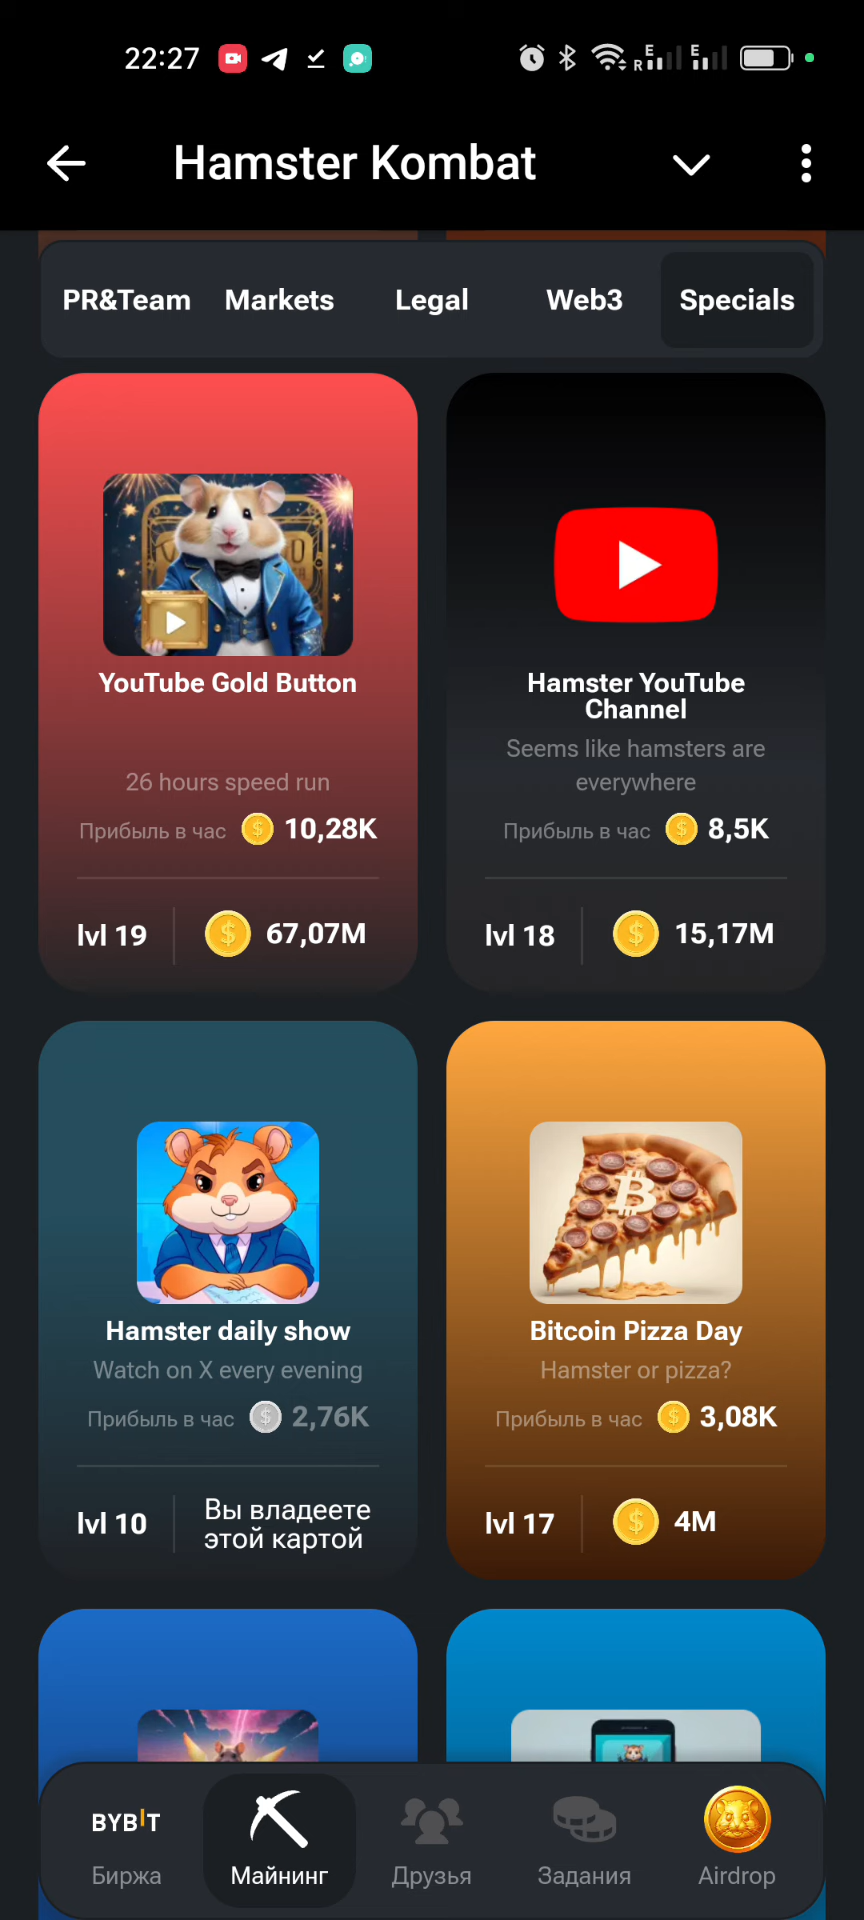 22:27
R E E
Hamster Kombat
PR&Team Markets Legal Web3 Specials
YouTube Gold Button
26 hours speed run
Прибыль в час $ 10,28K
lvl 19 $ 67,07M
Hamster YouTube
Channel
Seems like hamsters are
everywhere
Прибыль в час $ 8,5K
lvl 18 $ 15,17M
Hamster daily show
Watch on X every evening
Прибыль в час $ 2,76K
lvl 10
Вы владеете
этой картой
Bitcoin Pizza Day
Hamster or pizza?
Прибыль в час $ 3,08K
lvl 17 $ 4M
BYBIT
Биржа Майнинг Друзья Задания Airdrop